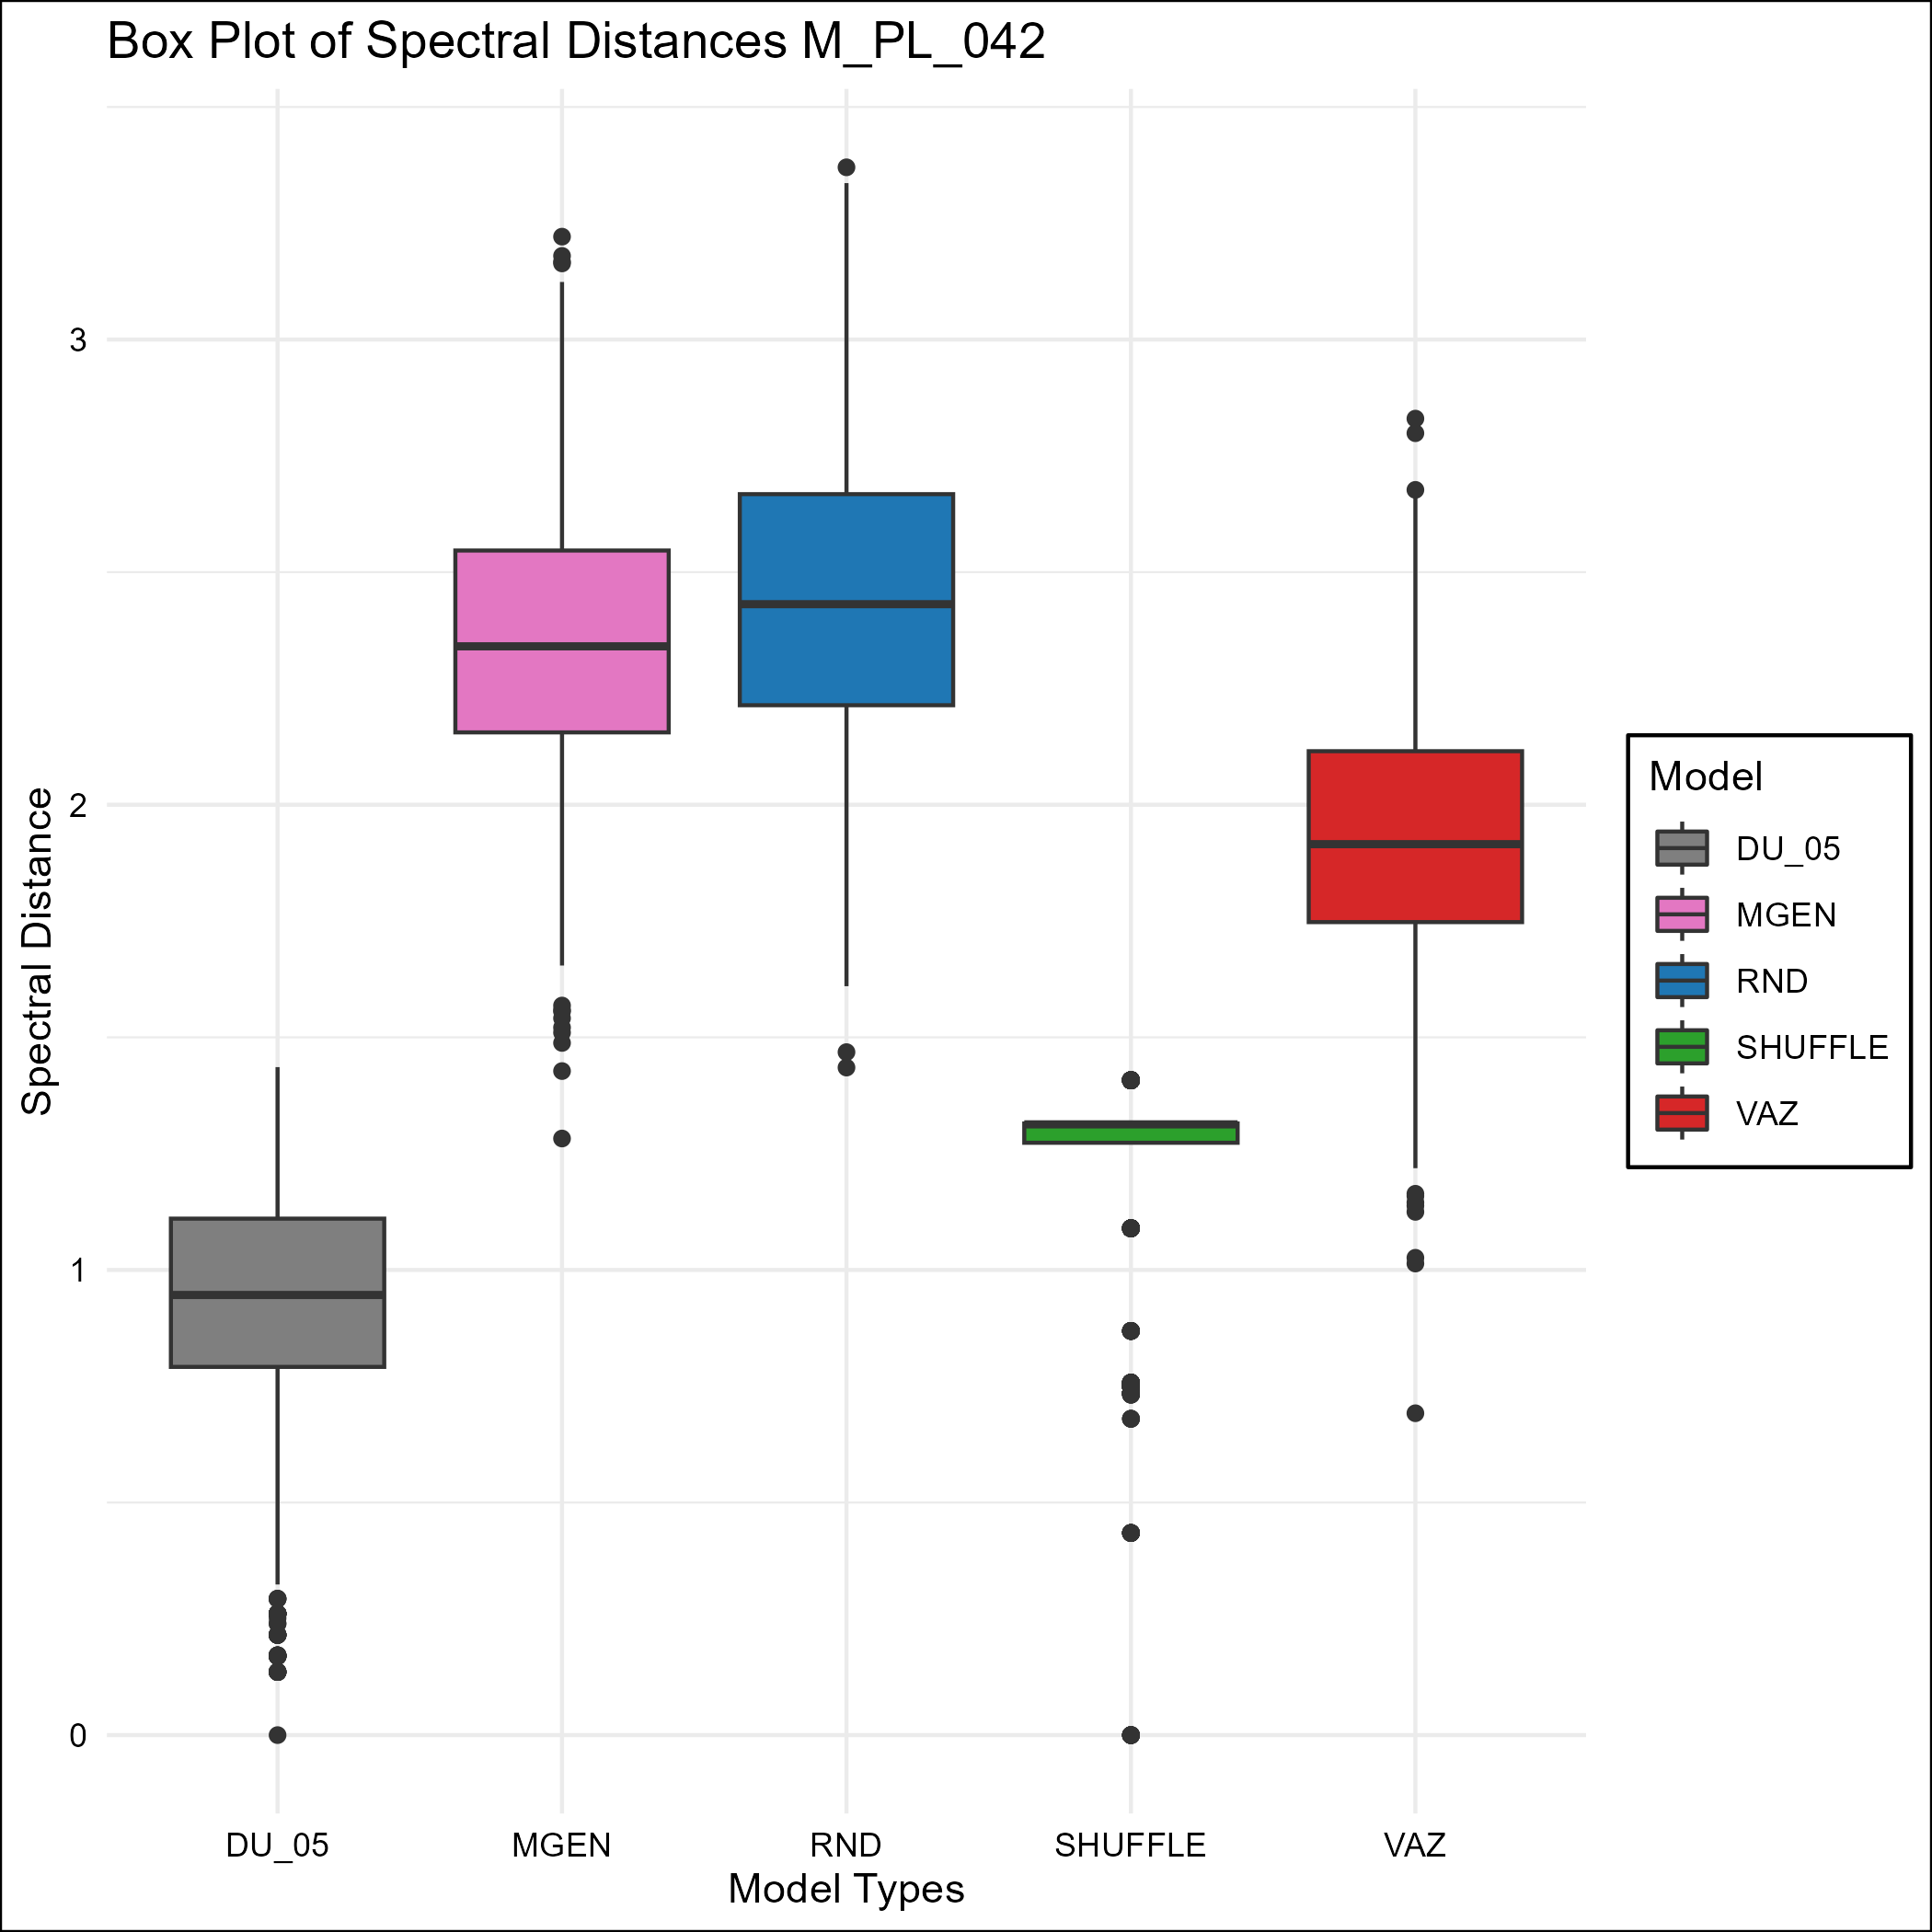 Box Plot of Spectral Distances M_PL_042
Spectral Distance
3
2
1
0
DU_05
MGEN
RND
SHUFFLE
VAZ
Model Types
Model
DU_05
MGEN
RND
SHUFFLE
VAZ